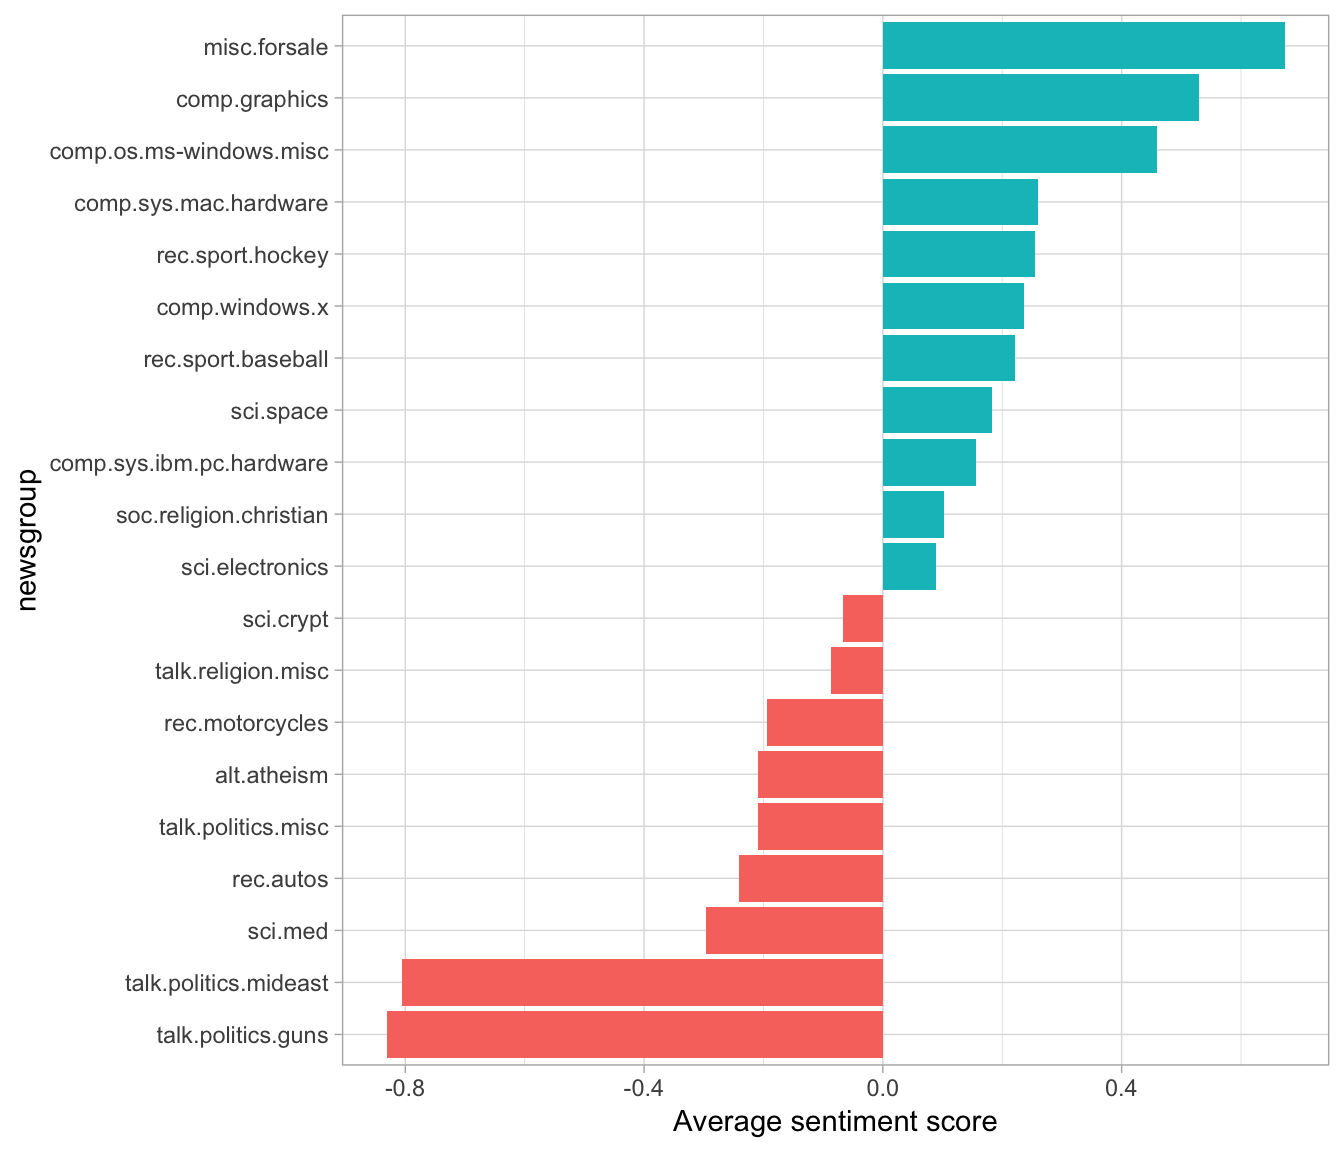 misc.forsale
comp.graphics
comp.os.ms-windows.misc
comp.sys.mac.hardware
rec.sport.hockey
comp.windows.x
rec.sport.baseball
sci.space
comp.sys.ibm.pc.hardware
soc.religion.christian
sci.electronics
sci.crypt
talk.religion.misc
rec.motorcycles
alt.atheism
talk.politics.misc
rec.autos
sci.med
talk.politics.mideast
talk.politics.guns
newsgroup
-0.8 -0.4 0.0 0.4
Average sentiment score